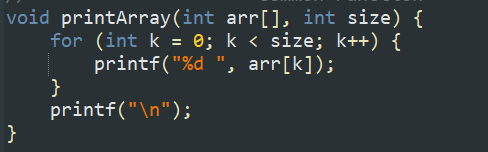 void printArray(int arr[], int size) {
    for (int k = 0; k < size; k++) {
        printf("%d ", arr[k]);
    }
    printf("\n");
}